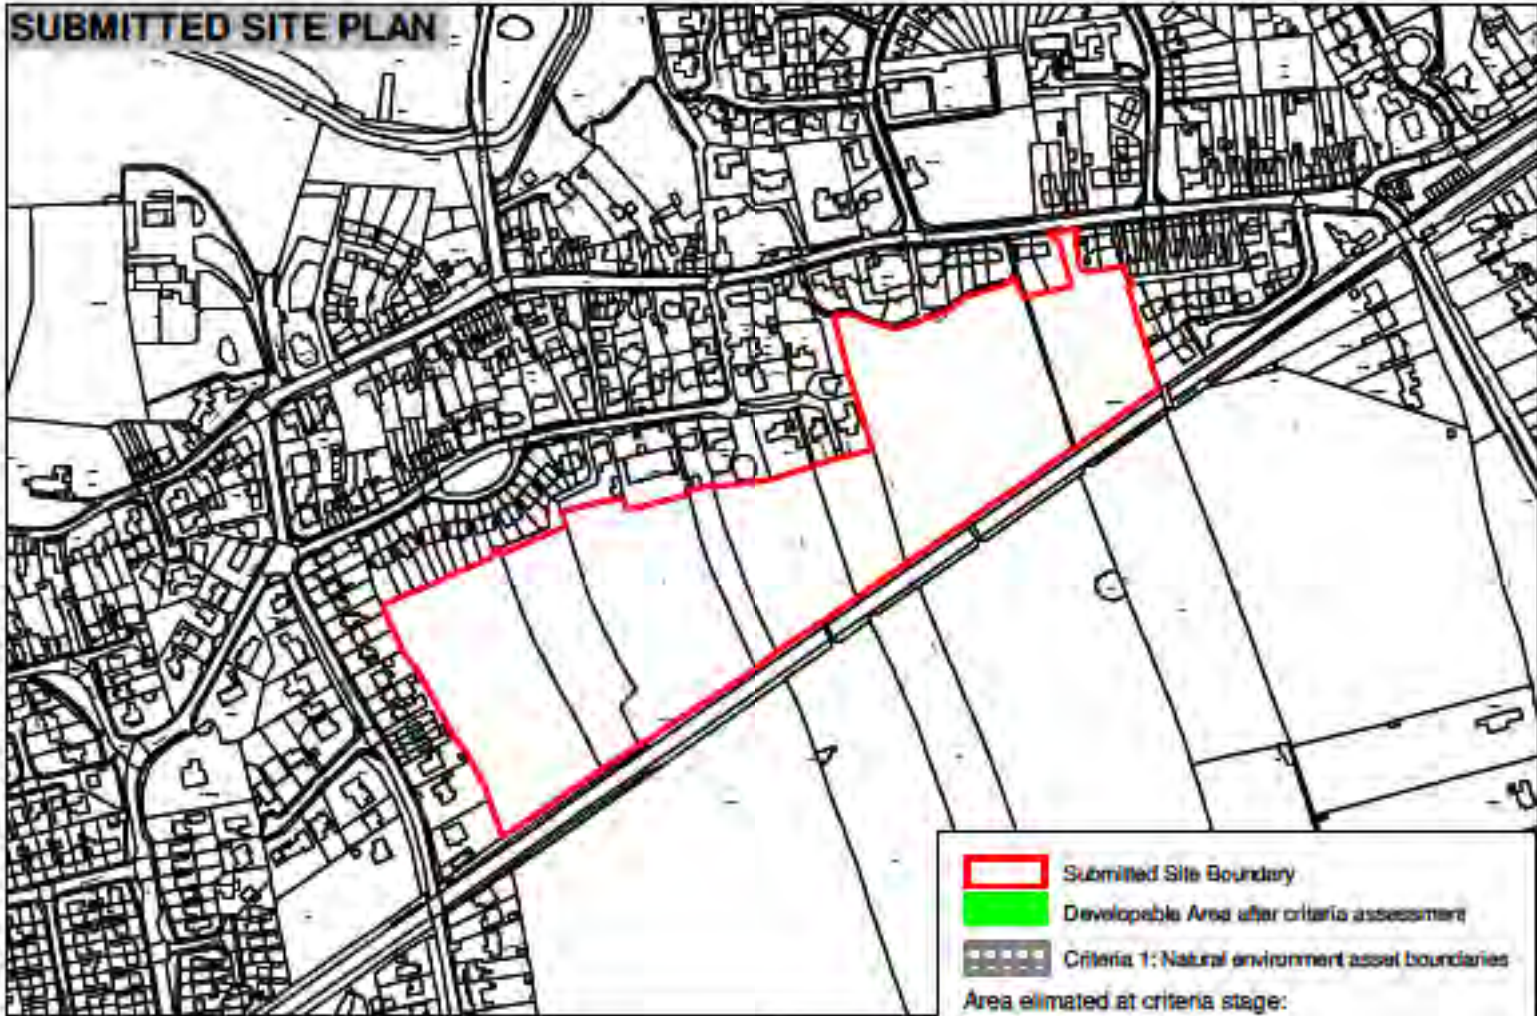 SUBMITTED SITE PLAN
Submitted Site Boundary
Developable Area after criteria assessment
Criteria 1: Natural environment asset boundaries
Area elimated at criteria stage: